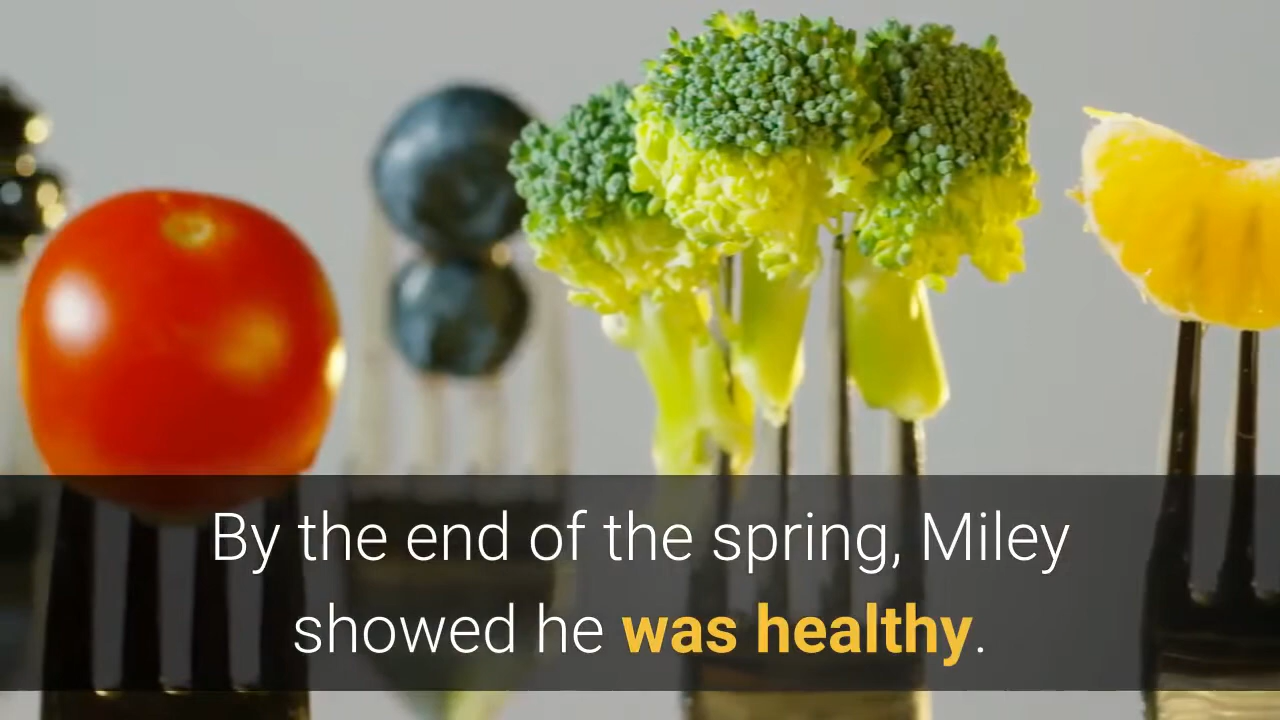 By the end of the spring, Miley
showed he was healthy.